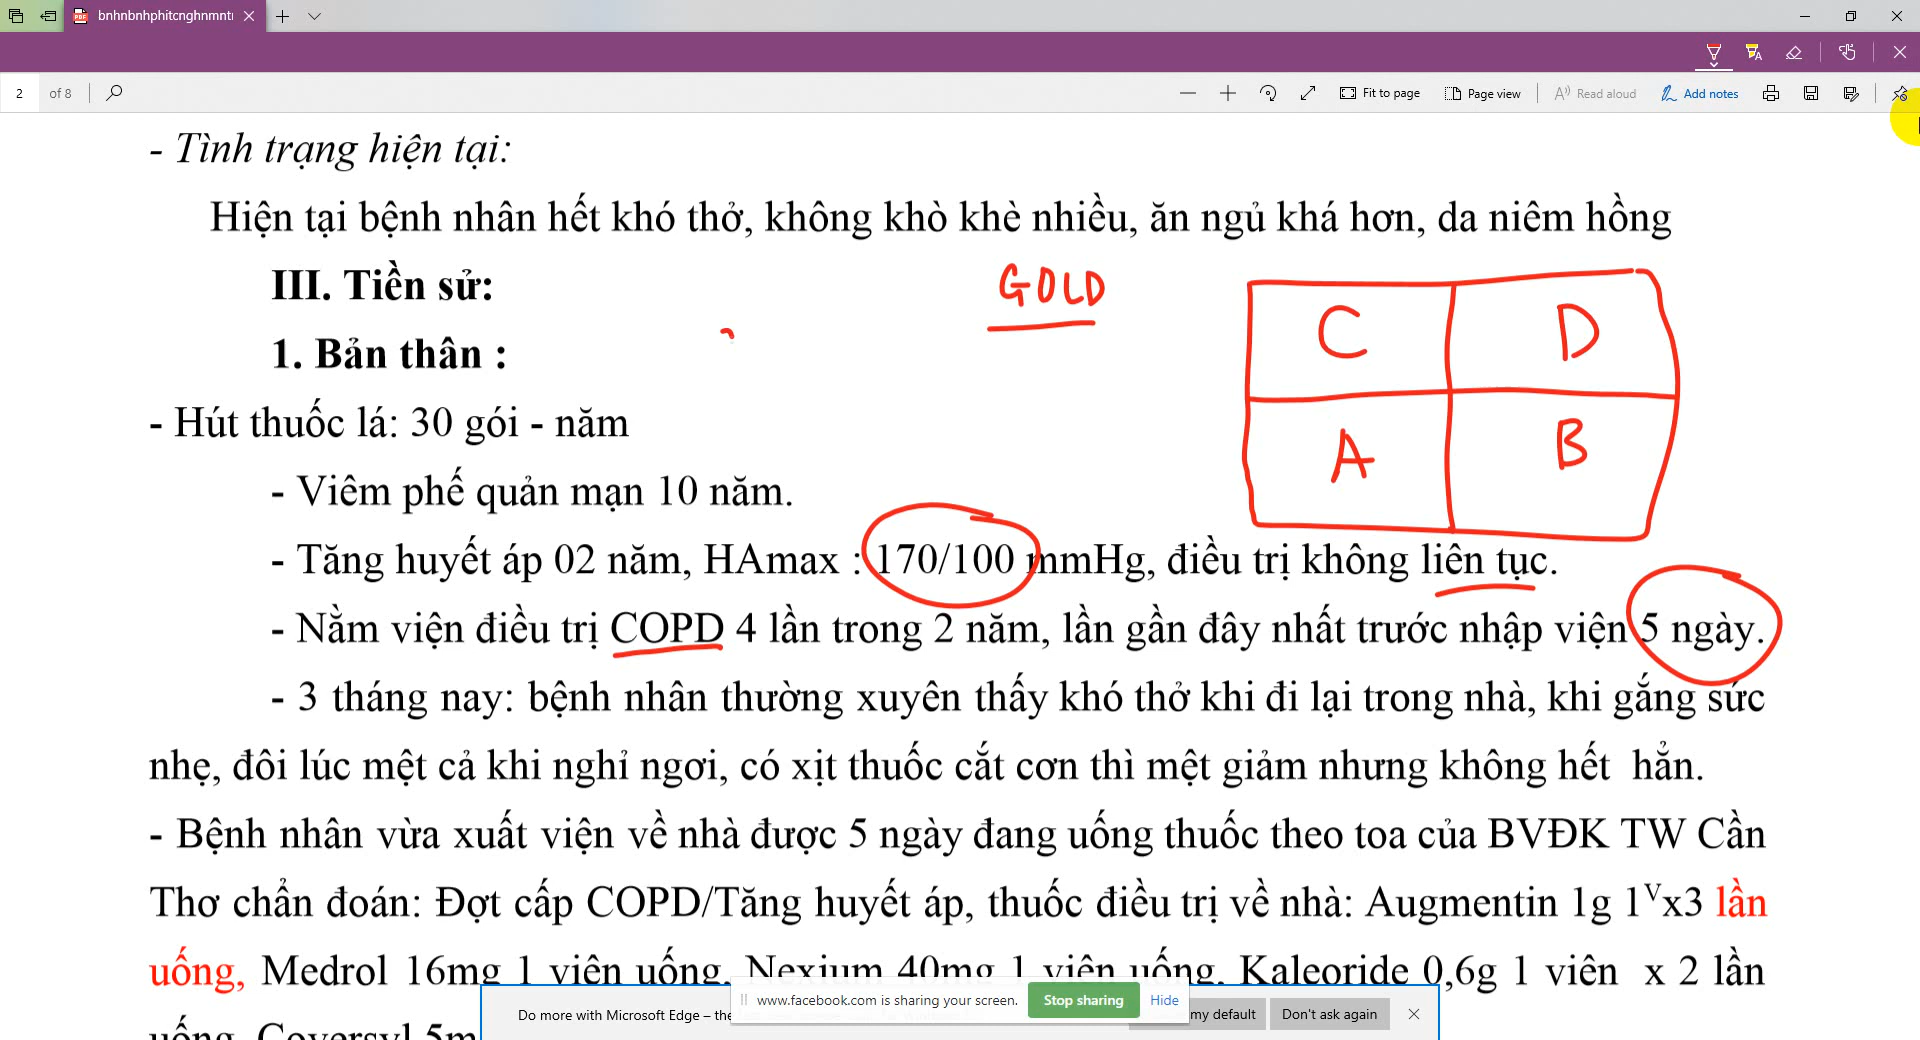 bnhnbnhphitcnghnmnt
2 of 8
Fit to page
Page view
Read aloud
Add notes
- Tình trạng hiện tại:
Hiện tại bệnh nhân hết khó thở, không khò khè nhiều, ăn ngủ khá hơn, da niêm hồng
III. Tiền sử:
GOLD
C D
1. Bản thân :
- Hút thuốc lá: 30 gói - năm
A B
- Viêm phế quản mạn 10 năm.
- Tăng huyết áp 02 năm, HAmax : 170/100 mmHg, điều trị không liên tục.
- Nằm viện điều trị COPD 4 lần trong 2 năm, lần gần đây nhất trước nhập viện 5 ngày.
- 3 tháng nay: bệnh nhân thường xuyên thấy khó thở khi đi lại trong nhà, khi gắng sức
nhẹ, đôi lúc mệt cả khi nghỉ ngơi, có xịt thuốc cắt cơn thì mệt giảm nhưng không hết hẳn.
- Bệnh nhân vừa xuất viện về nhà được 5 ngày đang uống thuốc theo toa của BVĐK TW Cần
Thơ chẩn đoán: Đợt cấp COPD/Tăng huyết áp, thuốc điều trị về nhà: Augmentin 1g 1Vx3 lần
uống, Medrol 16mg 1 viên uống, Nexium 40mg 1 viên uống, Kaleoride 0,6g 1 viên x 2 lần
uống, Coversyl 5m
www.facebook.com is sharing your screen.
Stop sharing
Hide
Do more with Microsoft Edge – the
my default
Don't ask again